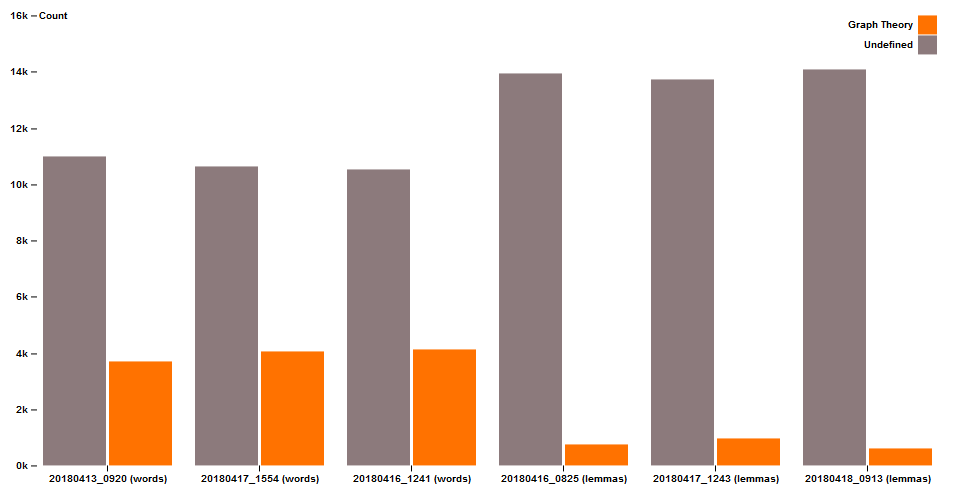 16k Count
Graph Theory
Undefined
14k
12k
10k
8k
6k
4k
2k
0k
20180413_0920 (words) 20180417_1554 (words) 20180416_1241 (words) 20180416_0825 (lemmas) 20180417_1243 (lemmas) 20180418_0913 (lemmas)